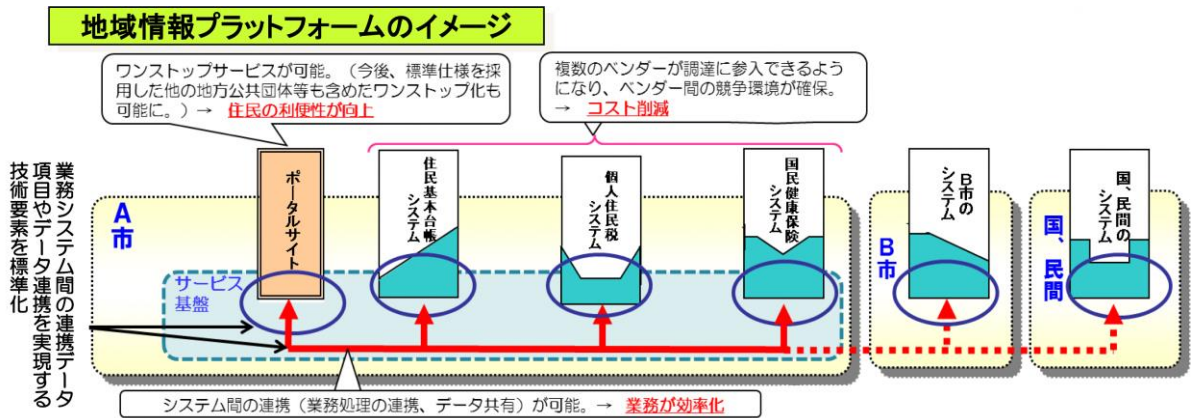 地域情報プラットフォームのイメージ
ワンストップサービスが可能。（今後、標準仕様を採
用した他の地方公共団体等も含めたワンストップ化も
可能に。）→ 住民の利便性が向上
複数のベンダーが調達に参入できるよう
になり、ベンダー間の競争環境が確保。
→ コスト削減
業務システム間の連携データ
項目やデータ連携を実現する
技術要素を標準化
A市
ポータルサイト
住民基本台帳
システム
個人住民税
システム
国民健康保険
システム
B市の
システム
B市
国、民間の
システム
国、民間
サービス
基盤
システム間の連携（業務処理の連携、データ共有）が可能。→ 業務が効率化